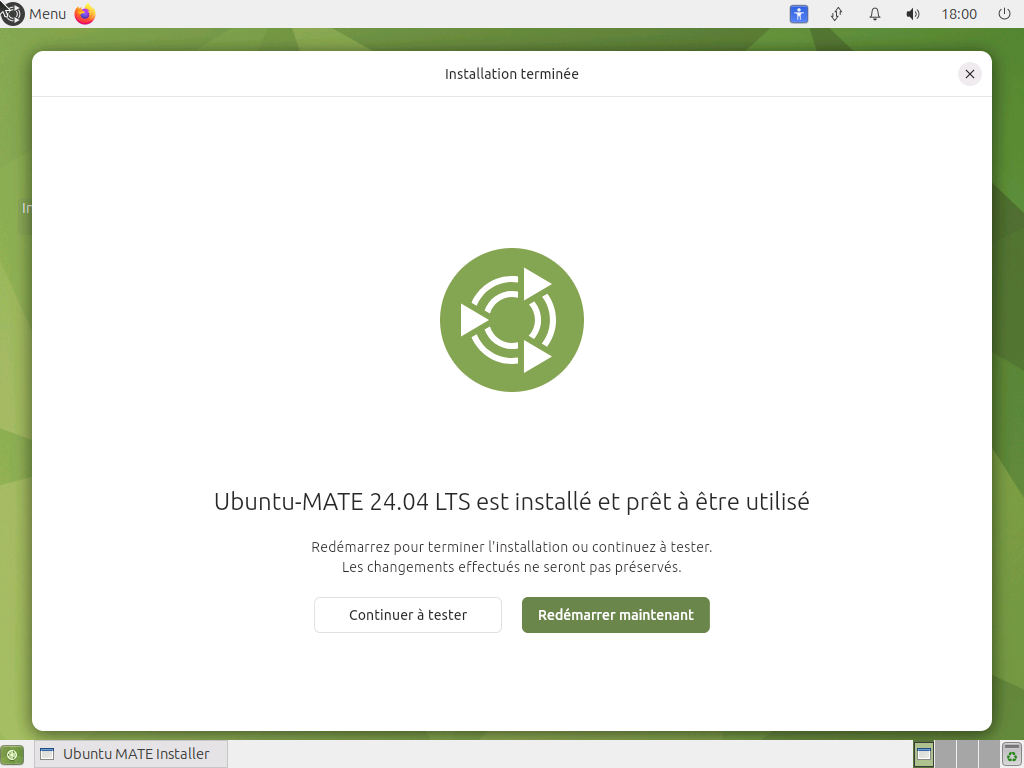 Menu
18:00
Installation terminée
In
Ubuntu-MATE 24.04 LTS est installé et prêt à être utilisé
Redémarrez pour terminer l'installation ou continuez à tester.
Les changements effectués ne seront pas préservés.
Continuer à tester
Redémarrer maintenant
Ubuntu MATE Installer